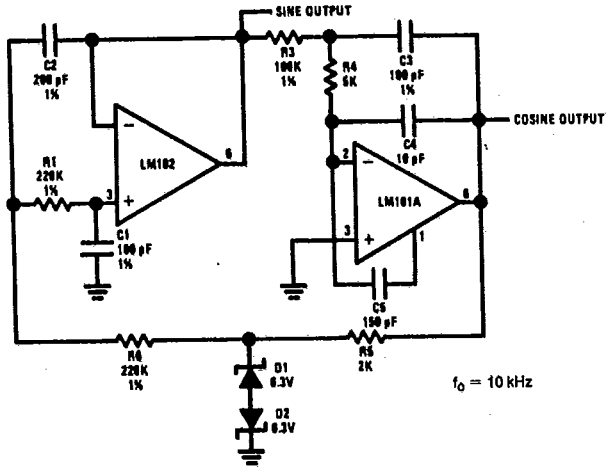 SINE OUTPUT
C2
200 pF
1%
R3
100K
1%
R4
5K
C3
100 pF
1%
COSINE OUTPUT
C4
10 pF
LM102
6
2
LM101A
6
R1
220K
1%
3
C1
100 pF
1%
3
1
C5
150 pF
R6
220K
1%
R5
2K
D1
6.3V
D2
6.3V
f₀ = 10 kHz